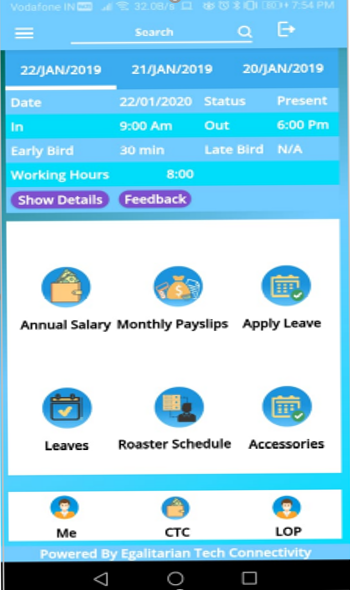 Vodafone IN 32.0B/s 7:54 PM
Search
22/JAN/2019 21/JAN/2019 20/JAN/2019
Date 22/01/2020 Status Present
In 9:00 Am Out 6:00 Pm
Early Bird 30 min Late Bird N/A
Working Hours 8:00
Show Details Feedback
Annual Salary Monthly Payslips Apply Leave
Leaves Roaster Schedule Accessories
Me CTC LOP
Powered By Egalitarian Tech Connectivity